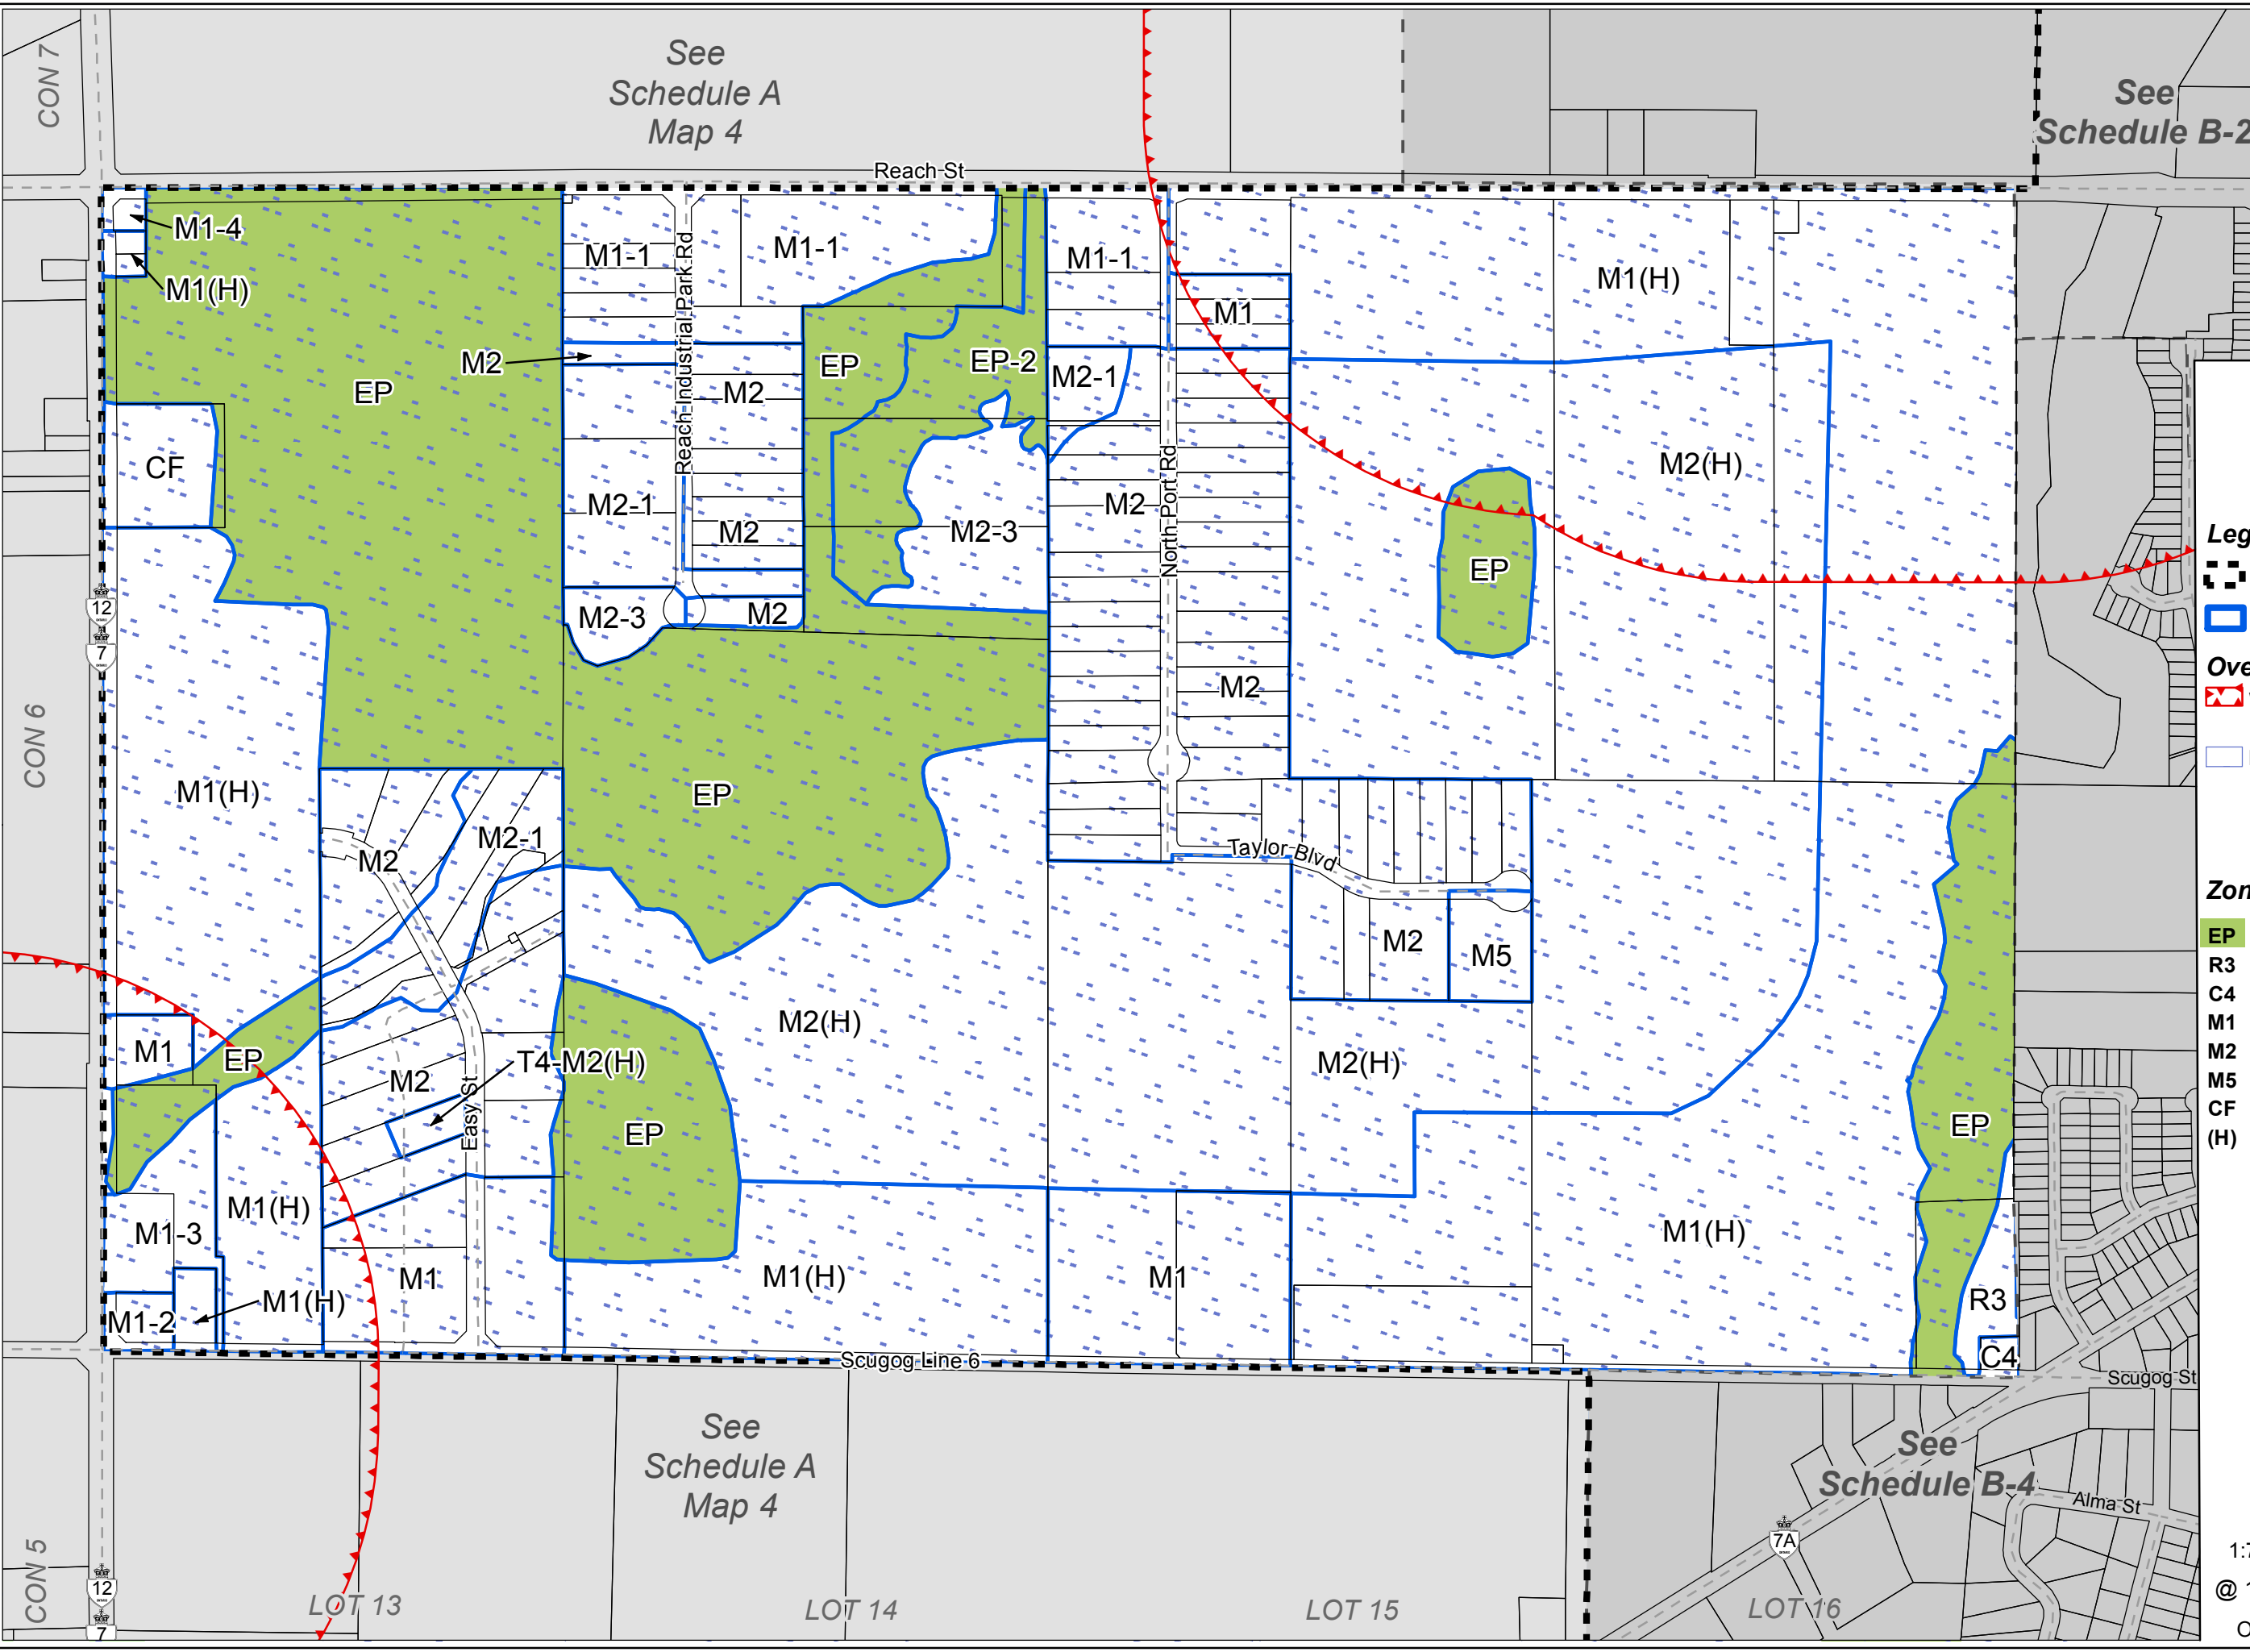 CON 7
See
Schedule A
Map 4
See
Schedule B-2
Reach St
M1-4
M1(H)
M1-1
M1-1
M1-1
M1(H)
Reach Industrial Park Rd
M1
M2
EP
M2
EP
EP-2
M2-1
CF
M2(H)
M2-1
M2
M2-3
M2
North Port Rd
EP
12
7
M2-3
M2
M2
CON 6
M1(H)
EP
M2-1
M2
Taylor Blvd
M2
M5
M2(H)
M1
EP
T4-M2(H)
M2(H)
M2
Easy St
EP
EP
M1(H)
M1-3
M1(H)
M1(H)
M1
M1
M1(H)
M1-2
R3
C4
Scugog Line 6
Scugog St
Leg
Ove
Zon
EP
R3
C4
M1
M2
M5
CF
(H)
See
Schedule A
Map 4
See
Schedule B-4
Alma St
7A
CON 5
12
7
LOT 13
LOT 14
LOT 15
LOT 16
1:7
@ 1